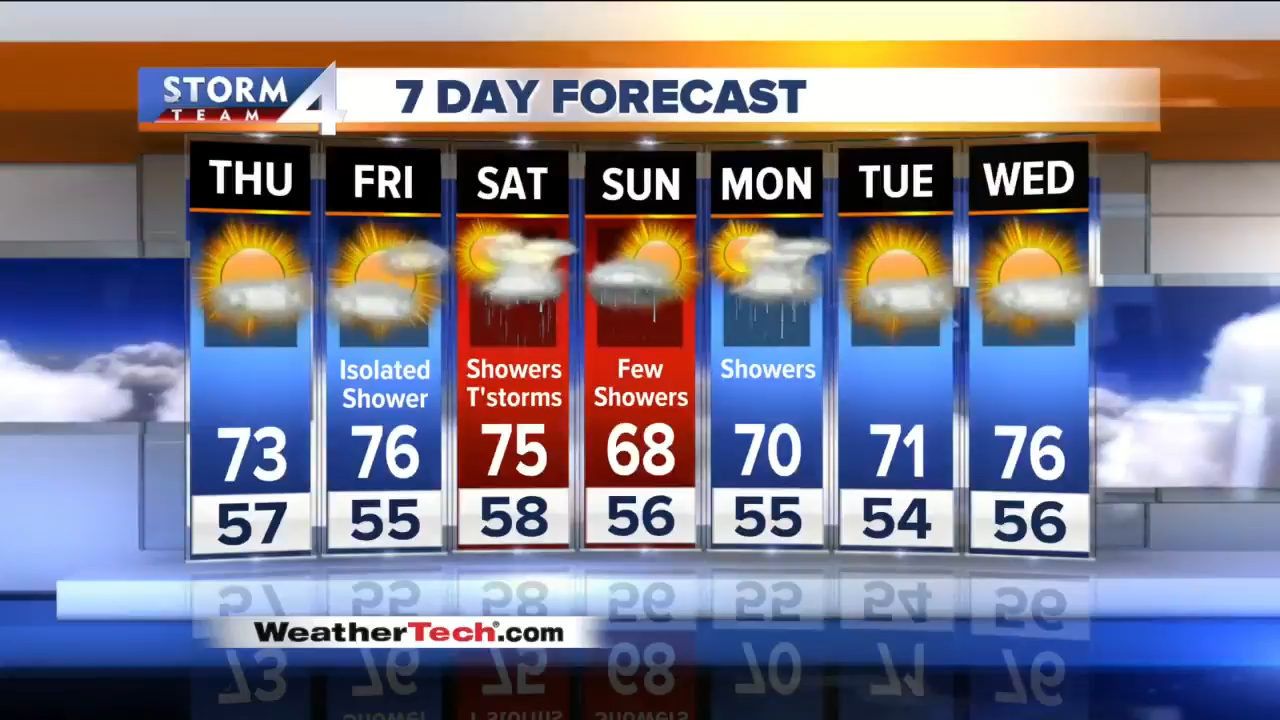 STORM
TEAM 4
7 DAY FORECAST
THU FRI SAT SUN MON TUE WED
Isolated Shower
Showers T'storms
Few Showers
Showers
73 76 75 68 70 71 76
57 55 58 56 55 54 56
WeatherTech®.com